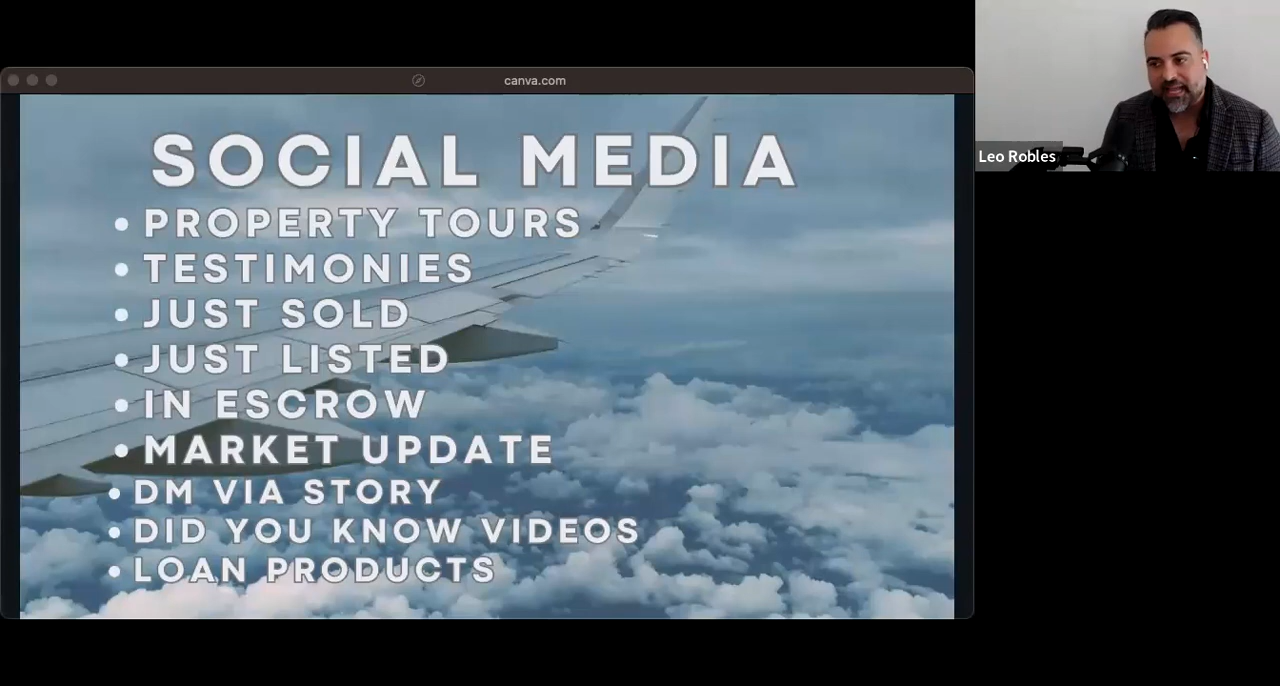 canva.com
SOCIAL MEDIA
• PROPERTY TOURS
• TESTIMONIES
• JUST SOLD
• JUST LISTED
• IN ESCROW
• MARKET UPDATE
• DM VIA STORY
• DID YOU KNOW VIDEOS
• LOAN PRODUCTS
Leo Robles